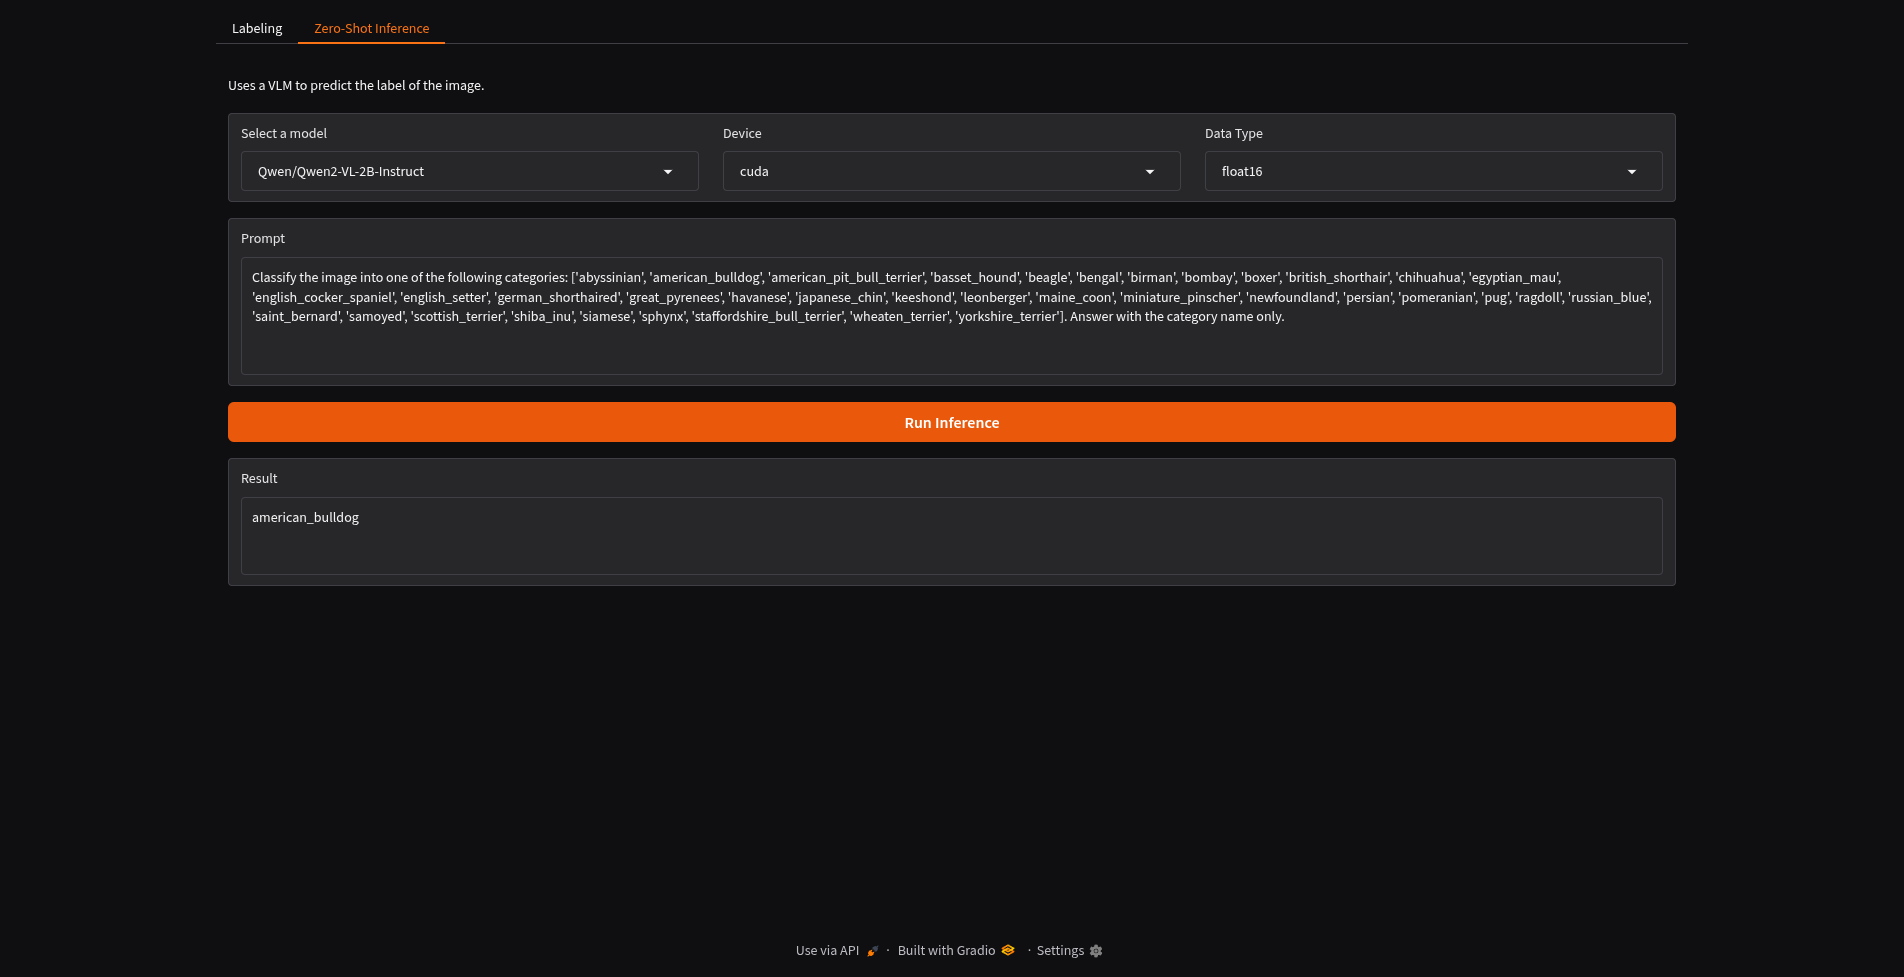 Labeling
Zero-Shot Inference
Uses a VLM to predict the label of the image.
Select a model
Device
Data Type
Qwen/Qwen2-VL-2B-Instruct
cuda
float16
Prompt
Classify the image into one of the following categories: ['abyssinian', 'american_bulldog', 'american_pit_bull_terrier', 'basset_hound', 'beagle', 'bengal', 'birman', 'bombay', 'boxer', 'british_shorthair', 'chihuahua', 'egyptian_mau',
'english_cocker_spaniel', 'english_setter', 'german_shorthaired', 'great_pyrenees', 'havanese', 'japanese_chin', 'keeshond', 'leonberger', 'maine_coon', 'miniature_pinscher', 'newfoundland', 'persian', 'pomeranian', 'pug', 'ragdoll', 'russian_blue',
'saint_bernard', 'samoyed', 'scottish_terrier', 'shiba_inu', 'siamese', 'sphynx', 'staffordshire_bull_terrier', 'wheaten_terrier', 'yorkshire_terrier']. Answer with the category name only.
Run Inference
Result
american_bulldog
Use via API · Built with Gradio · Settings